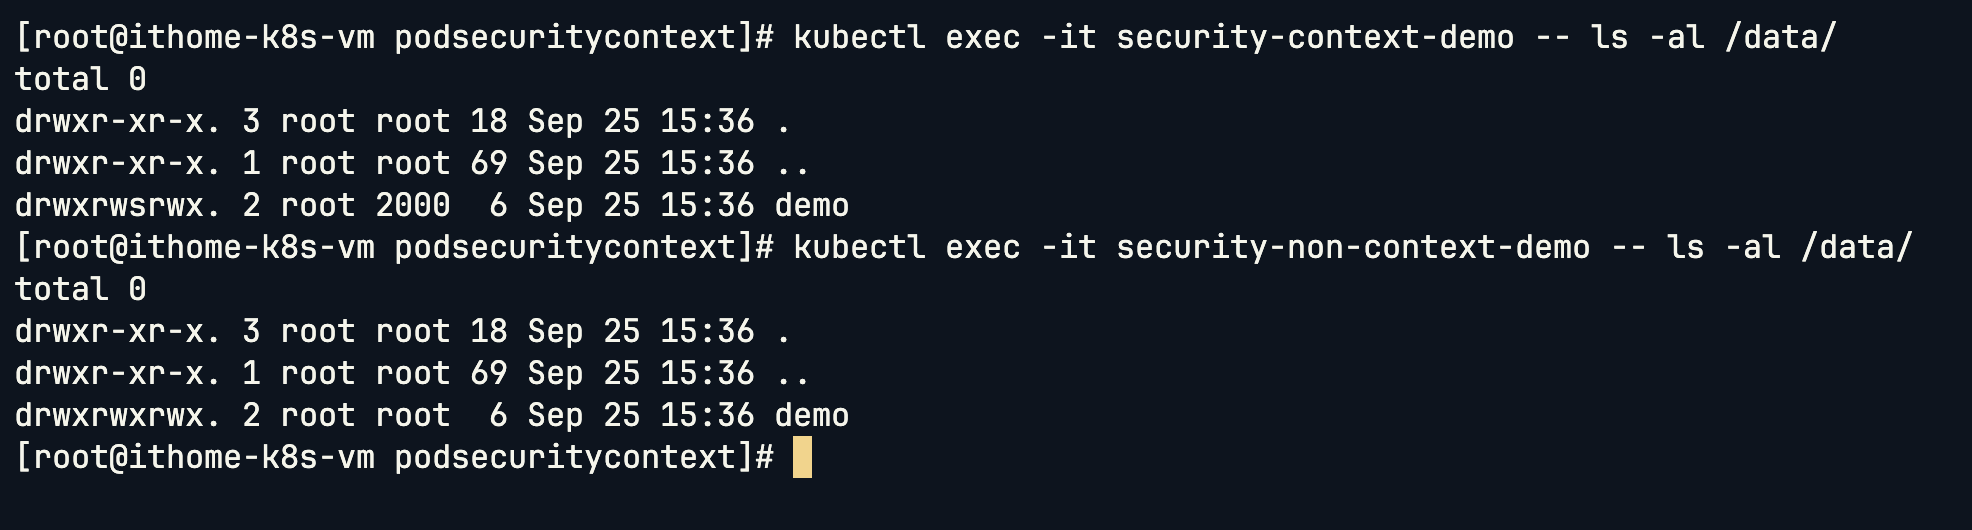 [root@ithome-k8s-vm podsecuritycontext]# kubectl exec -it security-context-demo -- ls -al /data/
total 0
drwxr-xr-x. 3 root root 18 Sep 25 15:36 .
drwxr-xr-x. 1 root root 69 Sep 25 15:36 ..
drwxrwsrwx. 2 root 2000  6 Sep 25 15:36 demo
[root@ithome-k8s-vm podsecuritycontext]# kubectl exec -it security-non-context-demo -- ls -al /data/
total 0
drwxr-xr-x. 3 root root 18 Sep 25 15:36 .
drwxr-xr-x. 1 root root 69 Sep 25 15:36 ..
drwxrwxrwx. 2 root root  6 Sep 25 15:36 demo
[root@ithome-k8s-vm podsecuritycontext]#